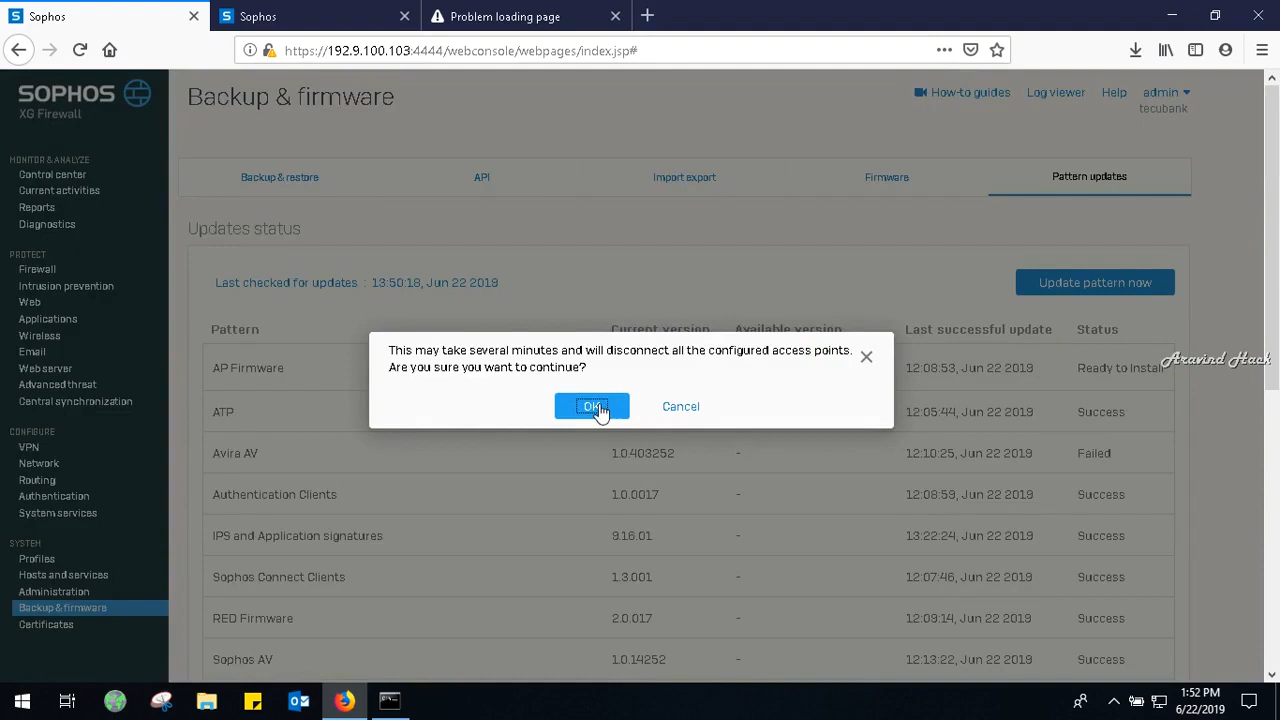 Sophos
Sophos
Problem loading page
https://192.9.100.103:4444/webconsole/webpages/index.jsp#
SOPHOS
XG Firewall
Backup & firmware
How-to guides
Log viewer
Help
admin
tecubank
MONITOR & ANALYZE
Control center
Current activities
Reports
Diagnostics
PROTECT
Firewall
Intrusion prevention
Web
Applications
Wireless
Email
Web server
Advanced threat
Central synchronization
CONFIGURE
VPN
Network
Routing
Authentication
System services
SYSTEM
Profiles
Hosts and services
Administration
Backup & firmware
Certificates
Backup & restore
API
Import export
Firmware
Pattern updates
Updates status
Last checked for updates : 13:50:18, Jun 22 2019
Update pattern now
Pattern Current version Available version Last successful update Status
This may take several minutes and will disconnect all the configured access points.
Are you sure you want to continue?
OK
Cancel
AP Firmware 12:08:53, Jun 22 2019 Ready to Install
Aravind Hack
ATP 12:05:44, Jun 22 2019 Success
Avira AV 1.0.403252 - 12:10:25, Jun 22 2019 Failed
Authentication Clients 1.0.0017 - 12:08:59, Jun 22 2019 Success
IPS and Application signatures 9.16.01 - 13:22:24, Jun 22 2019 Success
Sophos Connect Clients 1.3.001 - 12:07:46, Jun 22 2019 Success
RED Firmware 2.0.017 - 12:09:14, Jun 22 2019 Success
Sophos AV 1.0.14252 - 12:13:22, Jun 22 2019 Success
1:52 PM
6/22/2019